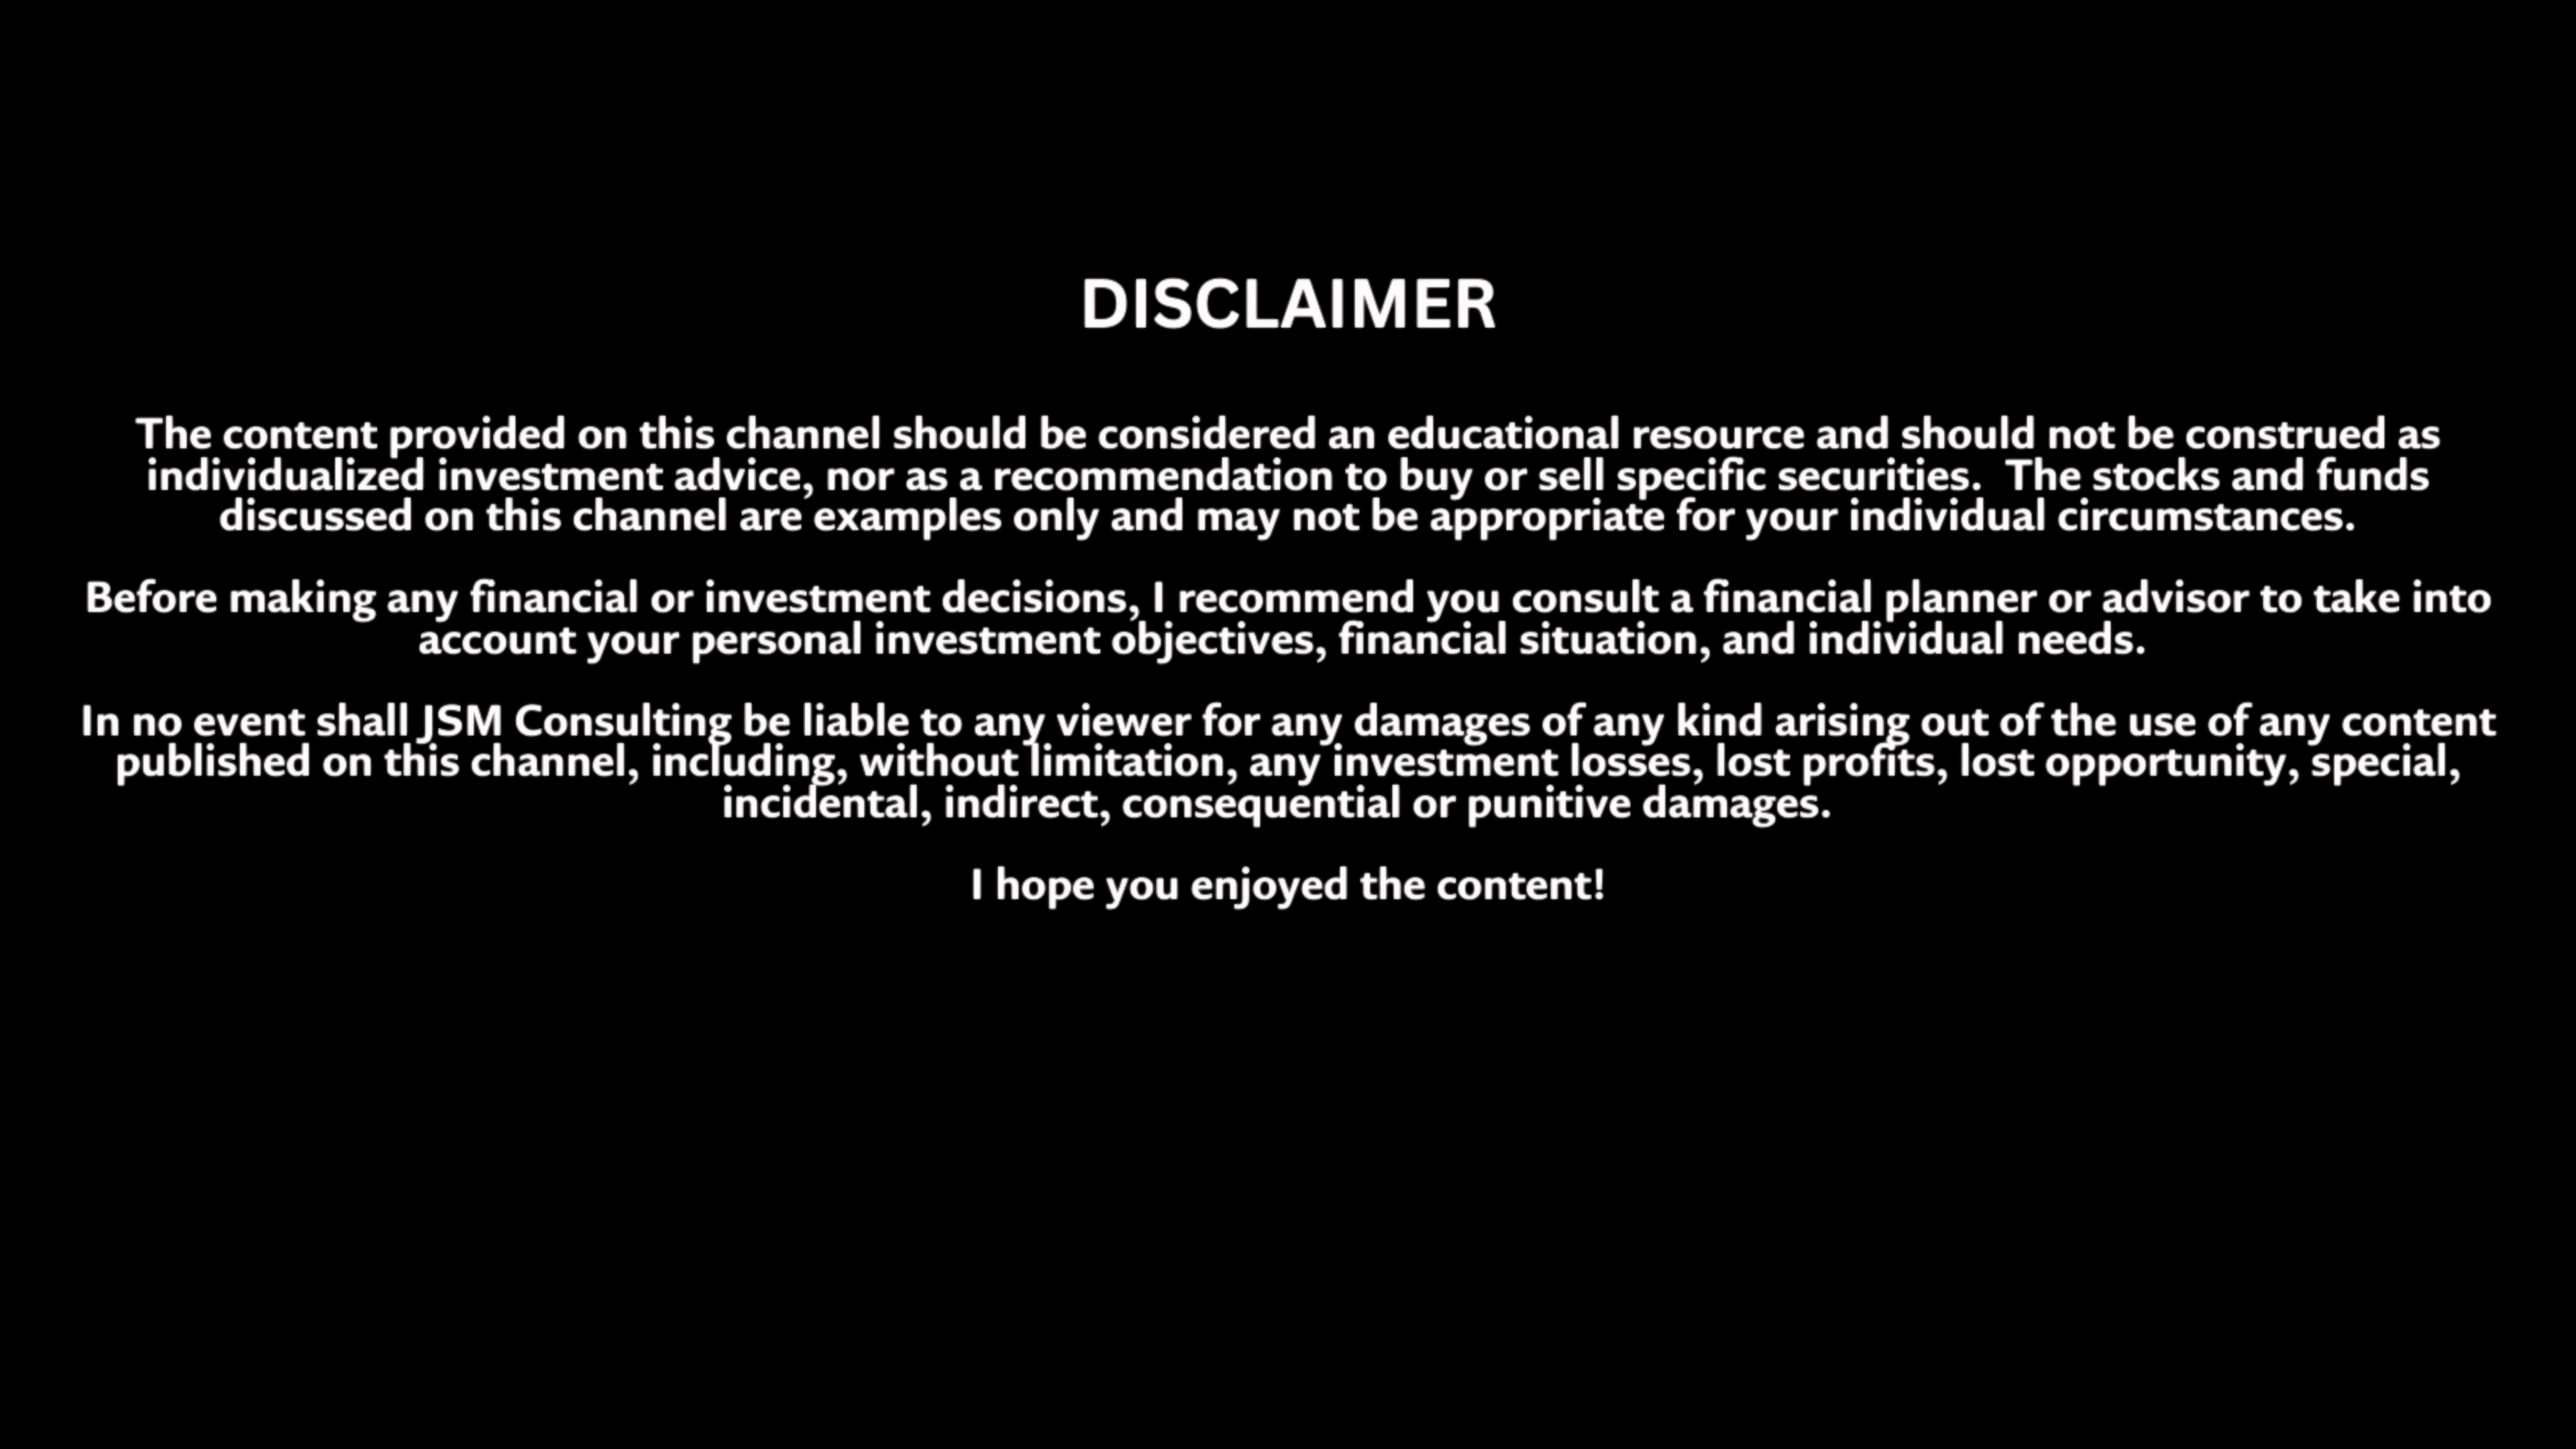 DISCLAIMER
The content provided on this channel should be considered an educational resource and should not be construed as
individualized investment advice, nor as a recommendation to buy or sell specific securities.  The stocks and funds
discussed on this channel are examples only and may not be appropriate for your individual circumstances.
Before making any financial or investment decisions, I recommend you consult a financial planner or advisor to take into
account your personal investment objectives, financial situation, and individual needs.
In no event shall JSM Consulting be liable to any viewer for any damages of any kind arising out of the use of any content
published on this channel, including, without limitation, any investment losses, lost profits, lost opportunity, special,
incidental, indirect, consequential or punitive damages.
I hope you enjoyed the content!